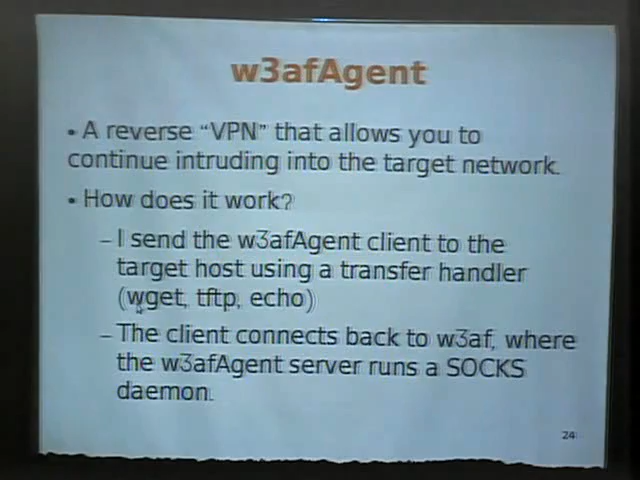 w3afAgent
• A reverse “VPN” that allows you to
continue intruding into the target network.
• How does it work?
– I send the w3afAgent client to the
target host using a transfer handler
(wget, tftp, echo)
– The client connects back to w3af, where
the w3afAgent server runs a SOCKS
daemon.
24